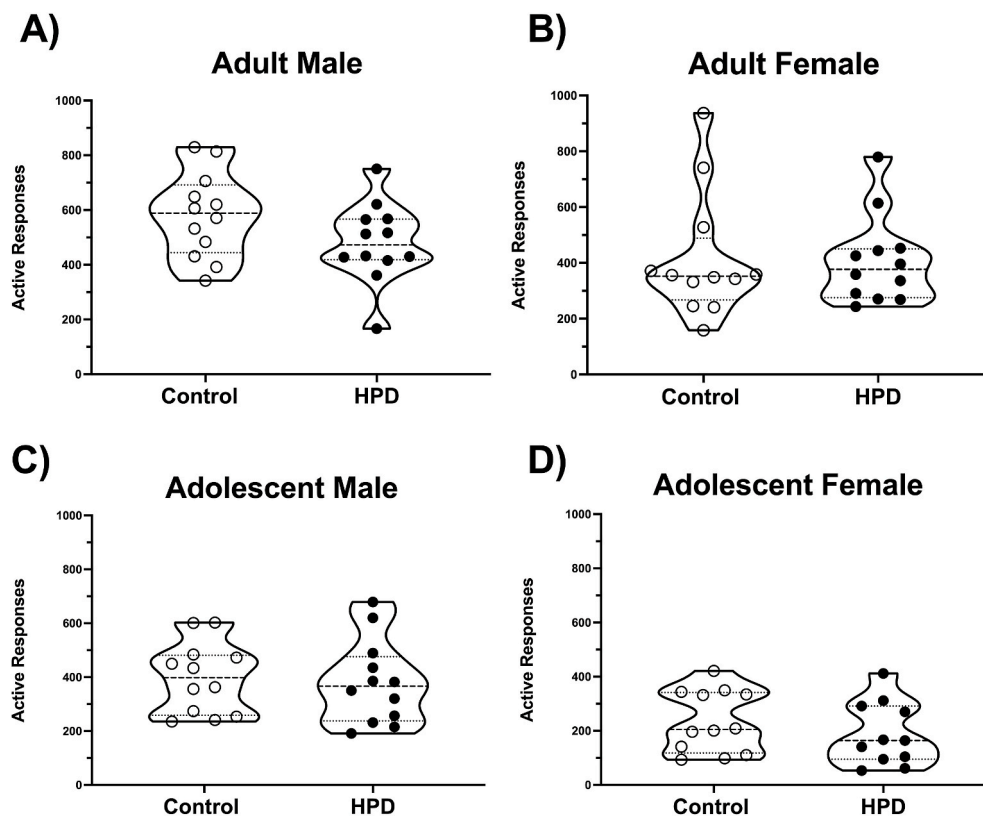 A)
Adult Male
Active Responses
1000
800
600
400
200
0
Control HPD
B)
Adult Female
Active Responses
1000
800
600
400
200
0
Control HPD
C)
Adolescent Male
Active Responses
1000
800
600
400
200
0
Control HPD
D)
Adolescent Female
Active Responses
1000
800
600
400
200
0
Control HPD